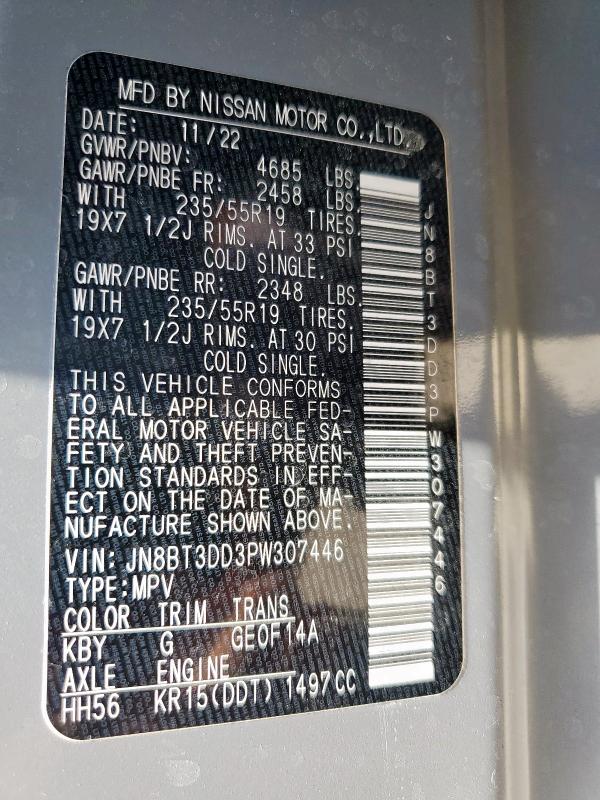 MFD BY NISSAN MOTOR CO.,LTD.
DATE: 11/22
GVWR/PNBV: 4685 LBS.
GAWR/PNBE FR: 2458 LBS.
WITH 235/55R19 TIRES,
19X7 1/2J RIMS. AT 33 PSI
COLD SINGLE.
GAWR/PNBE RR: 2348 LBS.
WITH 235/55R19 TIRES,
19X7 1/2J RIMS. AT 30 PSI
COLD SINGLE.
THIS VEHICLE CONFORMS
TO ALL APPLICABLE FED-
ERAL MOTOR VEHICLE SA-
FETY AND THEFT PREVEN-
TION STANDARDS IN EFF-
ECT ON THE DATE OF MA-
NUFACTURE SHOWN ABOVE.
VIN: JN8BT3DD3PW307446
TYPE:MPV
COLOR TRIM TRANS
KBY G GE0F14A
AXLE ENGINE
HH56 KR15(DDT) 1497CC
JN8BT3DD3PW307446